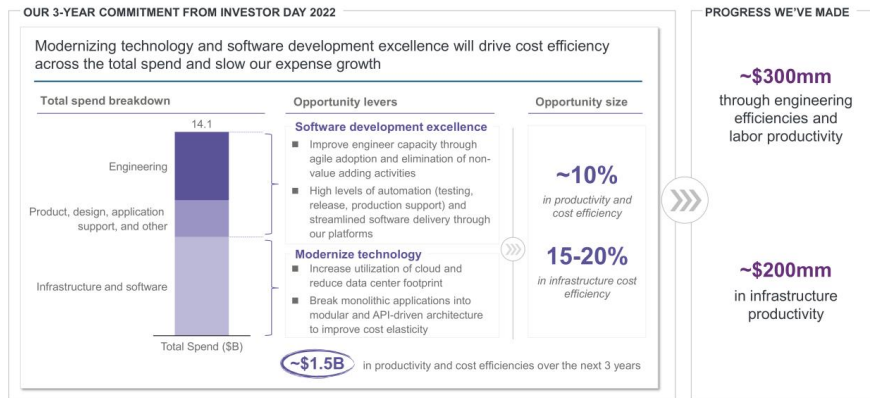 OUR 3-YEAR COMMITMENT FROM INVESTOR DAY 2022
Modernizing technology and software development excellence will drive cost efficiency
across the total spend and slow our expense growth
Total spend breakdown
14.1
Engineering
Product, design, application
support, and other
Infrastructure and software
Total Spend ($B)
Opportunity levers
Software development excellence
■ Improve engineer capacity through
agile adoption and elimination of non-
value adding activities
■ High levels of automation (testing,
release, production support) and
streamlined software delivery through
our platforms
Modernize technology
■ Increase utilization of cloud and
reduce data center footprint
■ Break monolithic applications into
modular and API-driven architecture
to improve cost elasticity
Opportunity size
~10%
in productivity and
cost efficiency
15-20%
in infrastructure cost
efficiency
~$1.5B in productivity and cost efficiencies over the next 3 years
PROGRESS WE'VE MADE
~$300mm
through engineering
efficiencies and
labor productivity
~$200mm
in infrastructure
productivity